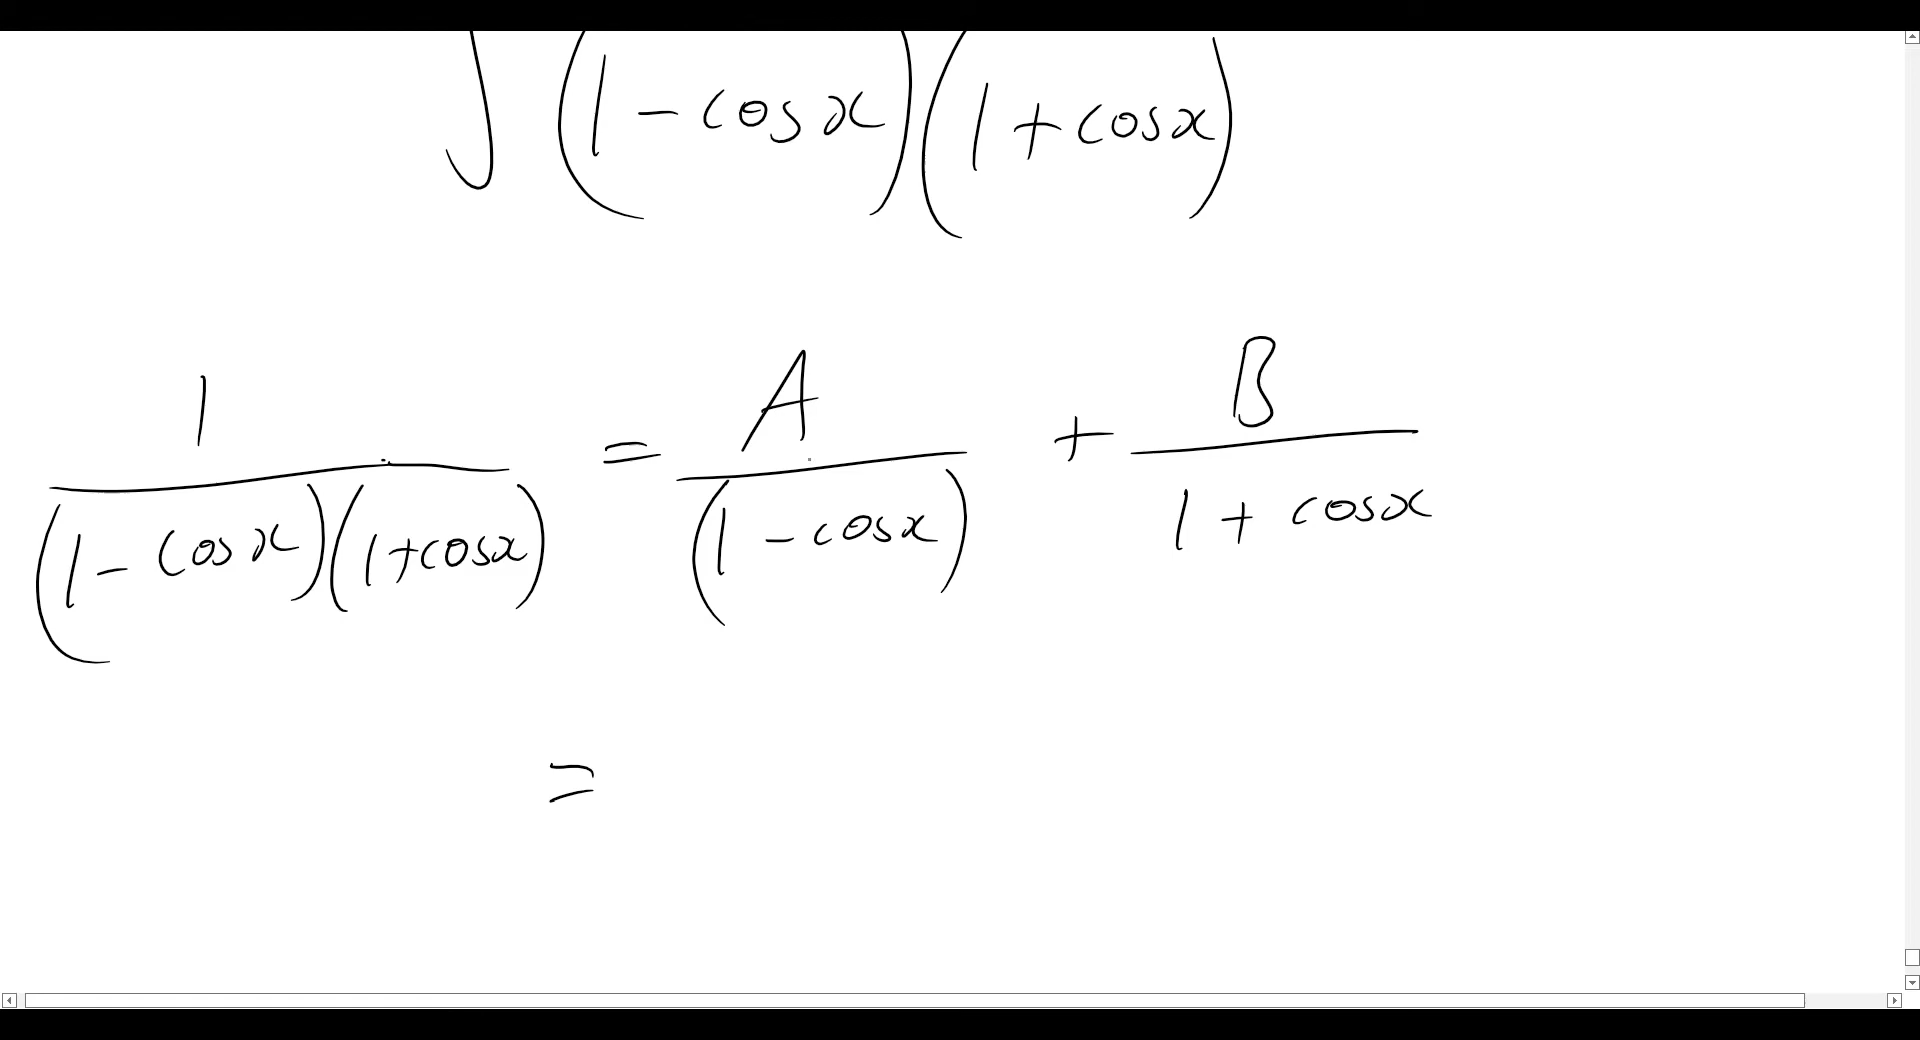 ∫ (1 - cos x)(1 + cos x)
1/((1 - cos x)(1 + cos x)) = A/(1 - cos x) + B/(1 + cos x)
=